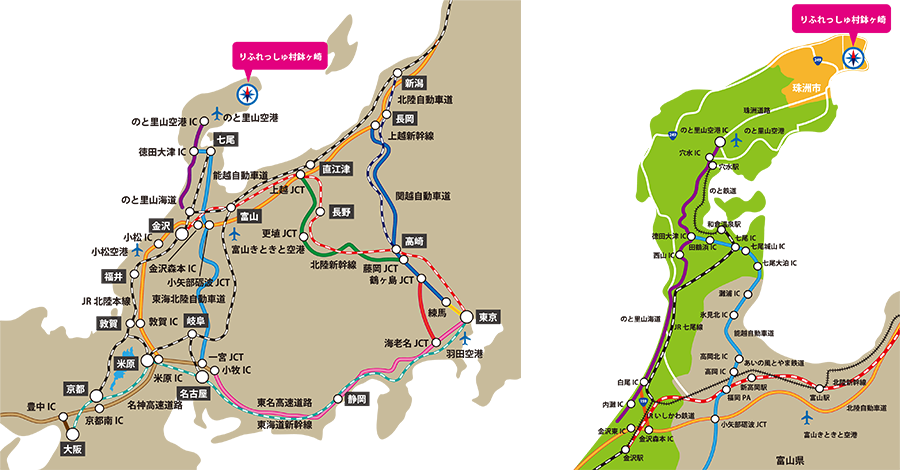 りふれっしゅ村鉢ヶ崎
新潟
北陸自動車道
長岡
上越新幹線
のと里山空港 IC
のと里山空港
徳田大津 IC
七尾
能越自動車道
直江津
上越 JCT
関越自動車道
のと里山海道
金沢
富山
長野
小松 IC
更埴 JCT
小松空港
富山きときと空港
高崎
金沢森本 IC
北陸新幹線
藤岡 JCT
福井
小矢部砺波 JCT
鶴ヶ島 JCT
JR 北陸本線
東海北陸自動車道
練馬
東京
敦賀
敦賀 IC
岐阜
海老名 JCT
羽田空港
米原
一宮 JCT
米原 IC
小牧 IC
京都
名古屋
静岡
豊中 IC
名神高速道路
東名高速道路
京都南 IC
東海道新幹線
大阪
りふれっしゅ村鉢ヶ崎
249
珠洲市
珠洲道路
のと里山空港 IC
のと里山空港
249
穴水 IC
穴水駅
のと鉄道
和倉温泉駅
徳田大津 IC
七尾 IC
田鶴浜 IC
七尾城山 IC
西山 IC
七尾大泊 IC
灘浦 IC
のと里山海道
氷見北 IC
JR 七尾線
能越自動車道
高岡北 IC
あいの風とやま鉄道
高岡 IC
白尾 IC
新高岡駅
北陸新幹線
福岡 PA
富山駅
内灘 IC
北陸自動車道
IRいしかわ鉄道
小矢部砺波 JCT
金沢東 IC
金沢森本 IC
富山きときと空港
金沢駅
富山県